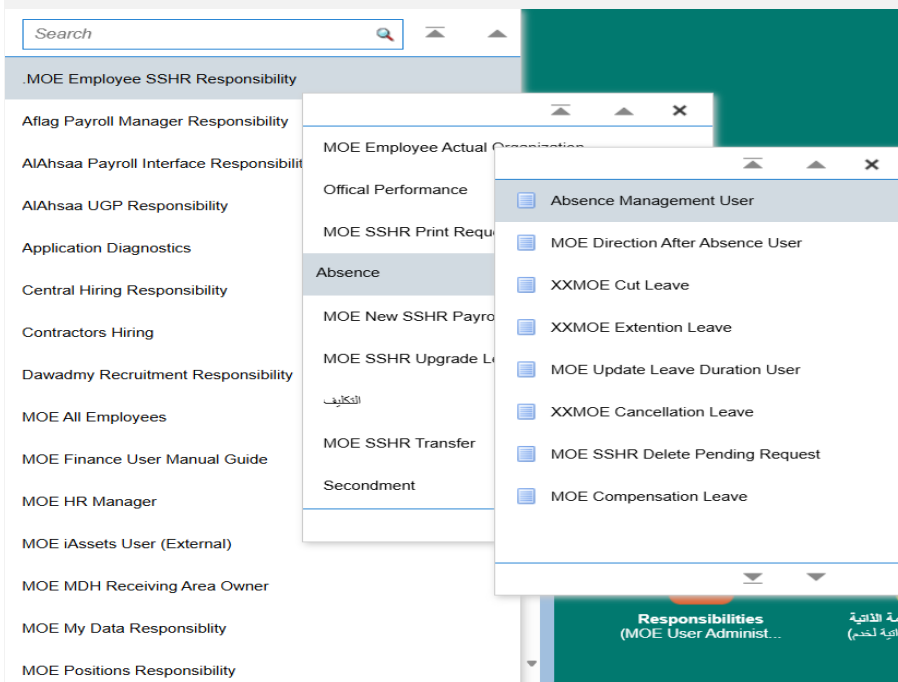 Search
.MOE Employee SSHR Responsibility
Aflag Payroll Manager Responsibility
AlAhsaa Payroll Interface Responsibilit
AlAhsaa UGP Responsibility
Application Diagnostics
Central Hiring Responsibility
Contractors Hiring
Dawadmy Recruitment Responsibility
MOE All Employees
MOE Finance User Manual Guide
MOE HR Manager
MOE iAssets User (External)
MOE MDH Receiving Area Owner
MOE My Data Responsiblity
MOE Positions Responsibility
MOE Employee Actual Organization
Offical Performance
MOE SSHR Print Requ
Absence
MOE New SSHR Payro
MOE SSHR Upgrade L
التكليف
MOE SSHR Transfer
Secondment
Absence Management User
MOE Direction After Absence User
XXMOE Cut Leave
XXMOE Extention Leave
MOE Update Leave Duration User
XXMOE Cancellation Leave
MOE SSHR Delete Pending Request
MOE Compensation Leave
Responsibilities
(MOE User Administ...
الذاتية
لخدم)